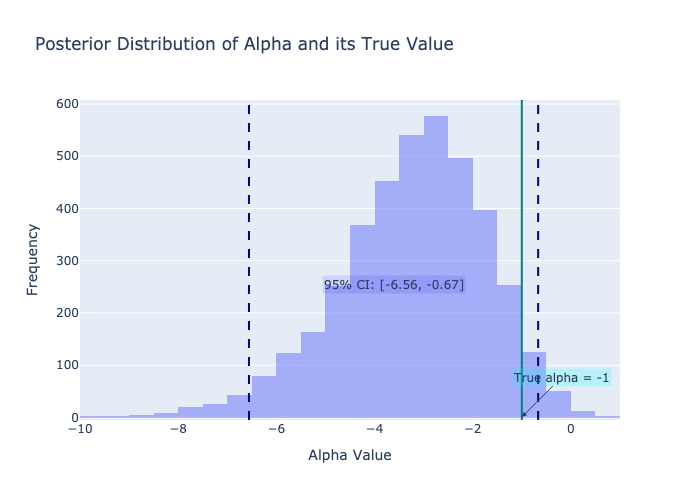 Posterior Distribution of Alpha and its True Value
600
500
400
300
200
100
0
Frequency
95% CI: [-6.56, -0.67]
True alpha = -1
−10
−8
−6
−4
−2
0
Alpha Value